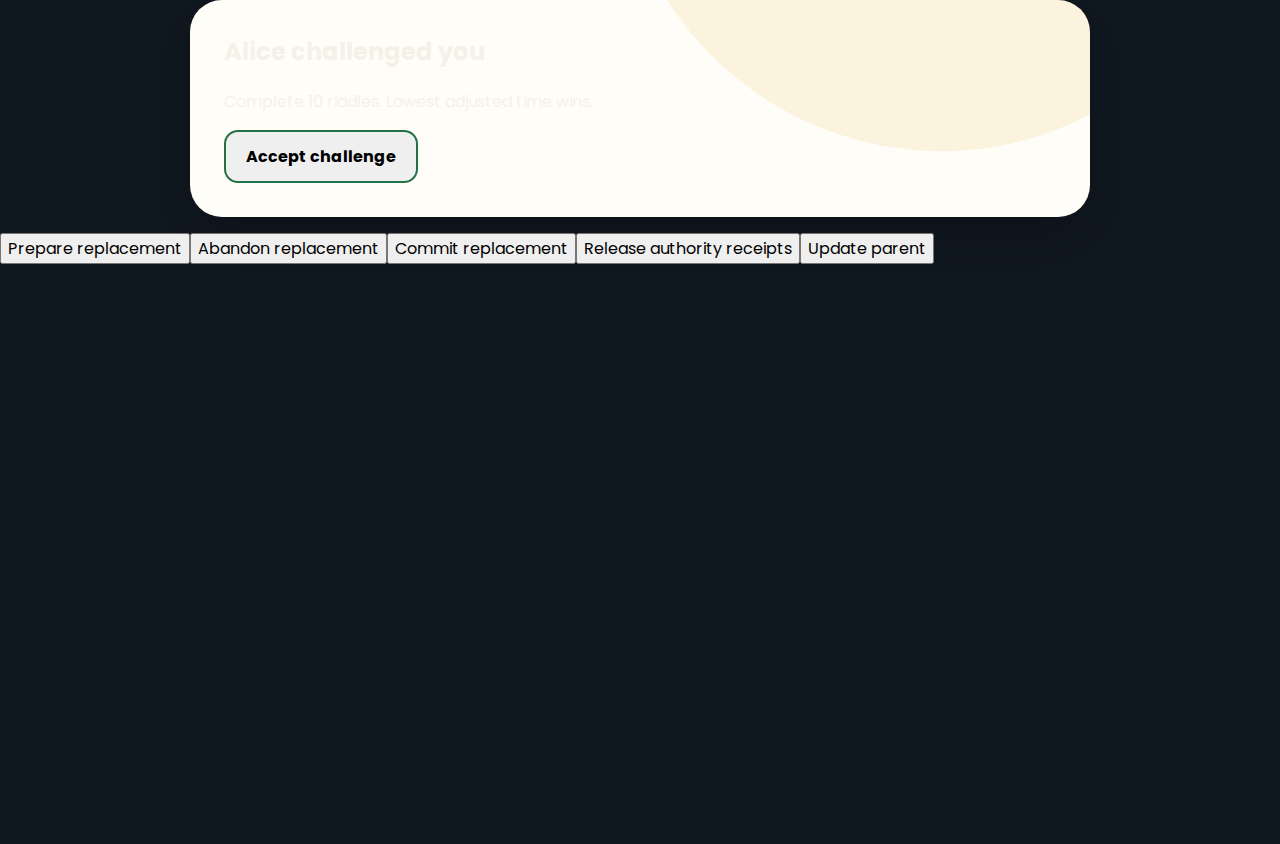 Alice challenged you
Complete 10 riddles. Lowest adjusted time wins.
Accept challenge
Prepare replacement Abandon replacement Commit replacement Release authority receipts Update parent